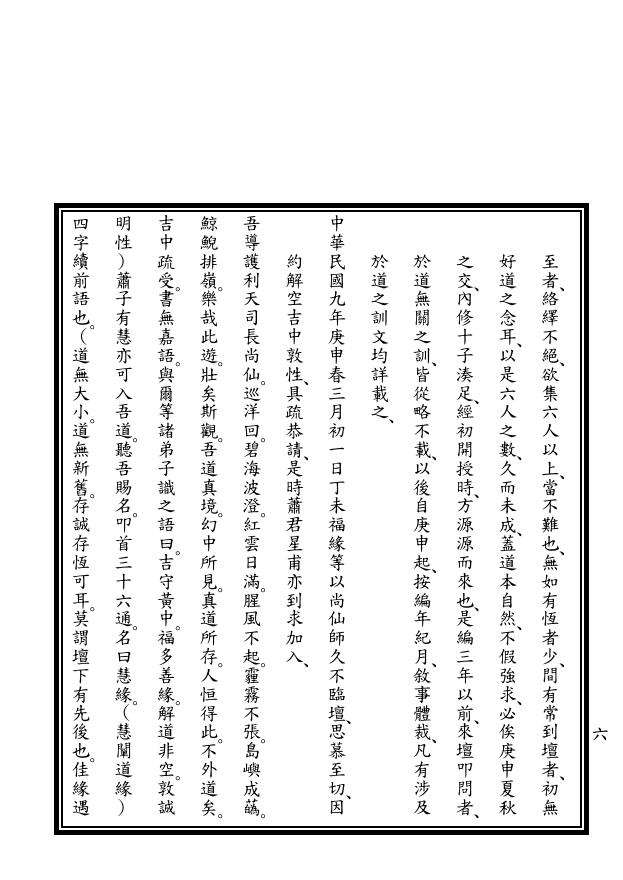 至者、絡繹不絕、欲集六人以上、當不難也、無如有恆者少、間有常到壇者、初無
好道之念耳、以是六人之數、久而未成、蓋道本自然、不假強求、必俟庚申夏秋
之交、內修十子湊足、經初開授時、方源源而來也、是編三年以前、來壇叩問者、
於道無關之訓、皆從略不載、以後自庚申起、按編年紀月、敘事體裁、凡有涉及
於道之訓文均詳載之、
中華民國九年庚申春三月初一日丁未福緣等以尚仙師久不臨壇、思慕至切、因
約解空吉中敦性、具疏恭請、是時蕭君星甫亦到求加入、
吾導護利天司長尚仙。巡洋回。碧海波澄。紅雲日滿。腥風不起。霾霧不張。島嶼成蕌。
鯨鯢排嶺。樂哉此遊。壯矣斯觀。吾道真境。幻中所見。真道所存。人恒得此。不外道矣。
吉中疏受。書無嘉語。與爾等諸弟子識之語曰。吉守黃中。福多善緣。解道非空。敦誠
明性）蕭子有慧亦可入吾道。聽吾賜名。叩首三十六通。名曰慧緣。（慧闡道緣）
四字續前語也。（道無大小。道無新舊。存誠存恆可耳。莫謂壇下有先後也。佳緣遇
六